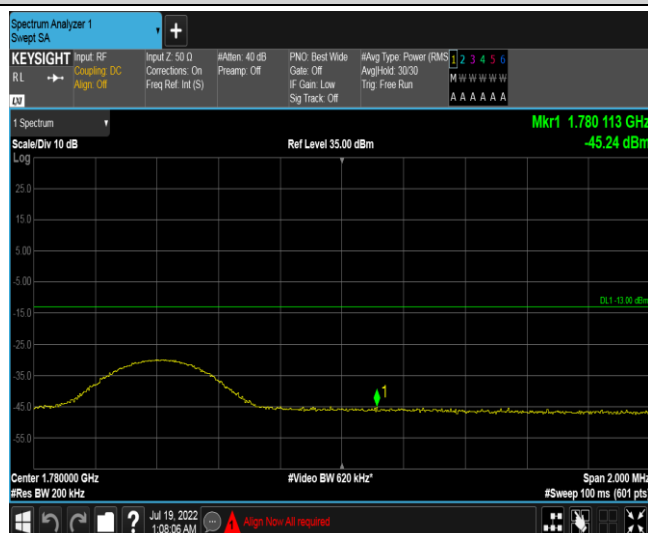 Spectrum Analyzer 1
Swept SA
+
KEYSIGHT Input: RF Input Z: 50 Ω #Atten: 40 dB PNO: Best Wide #Avg Type: Power (RMS 1 2 3 4 5 6
RL Coupling: DC Corrections: On Preamp: Off Gate: Off Avg|Hold: 30/30 M W W W W W
Align: Off Freq Ref: Int (S) IF Gain: Low Trig: Free Run
LXI Sig Track: Off A A A A A A
1 Spectrum Mkr1 1.780 113 GHz
Scale/Div 10 dB Ref Level 35.00 dBm -45.24 dBm
Log
25.0
15.0
5.00
-5.00
DL1 -13.00 dBm
-15.0
-25.0
-35.0
1
-45.0
-55.0
Center 1.780000 GHz #Video BW 620 kHz* Span 2.000 MHz
#Res BW 200 kHz #Sweep 100 ms (601 pts)
? Jul 19, 2022 1 Align Now All required
1:08:06 AM